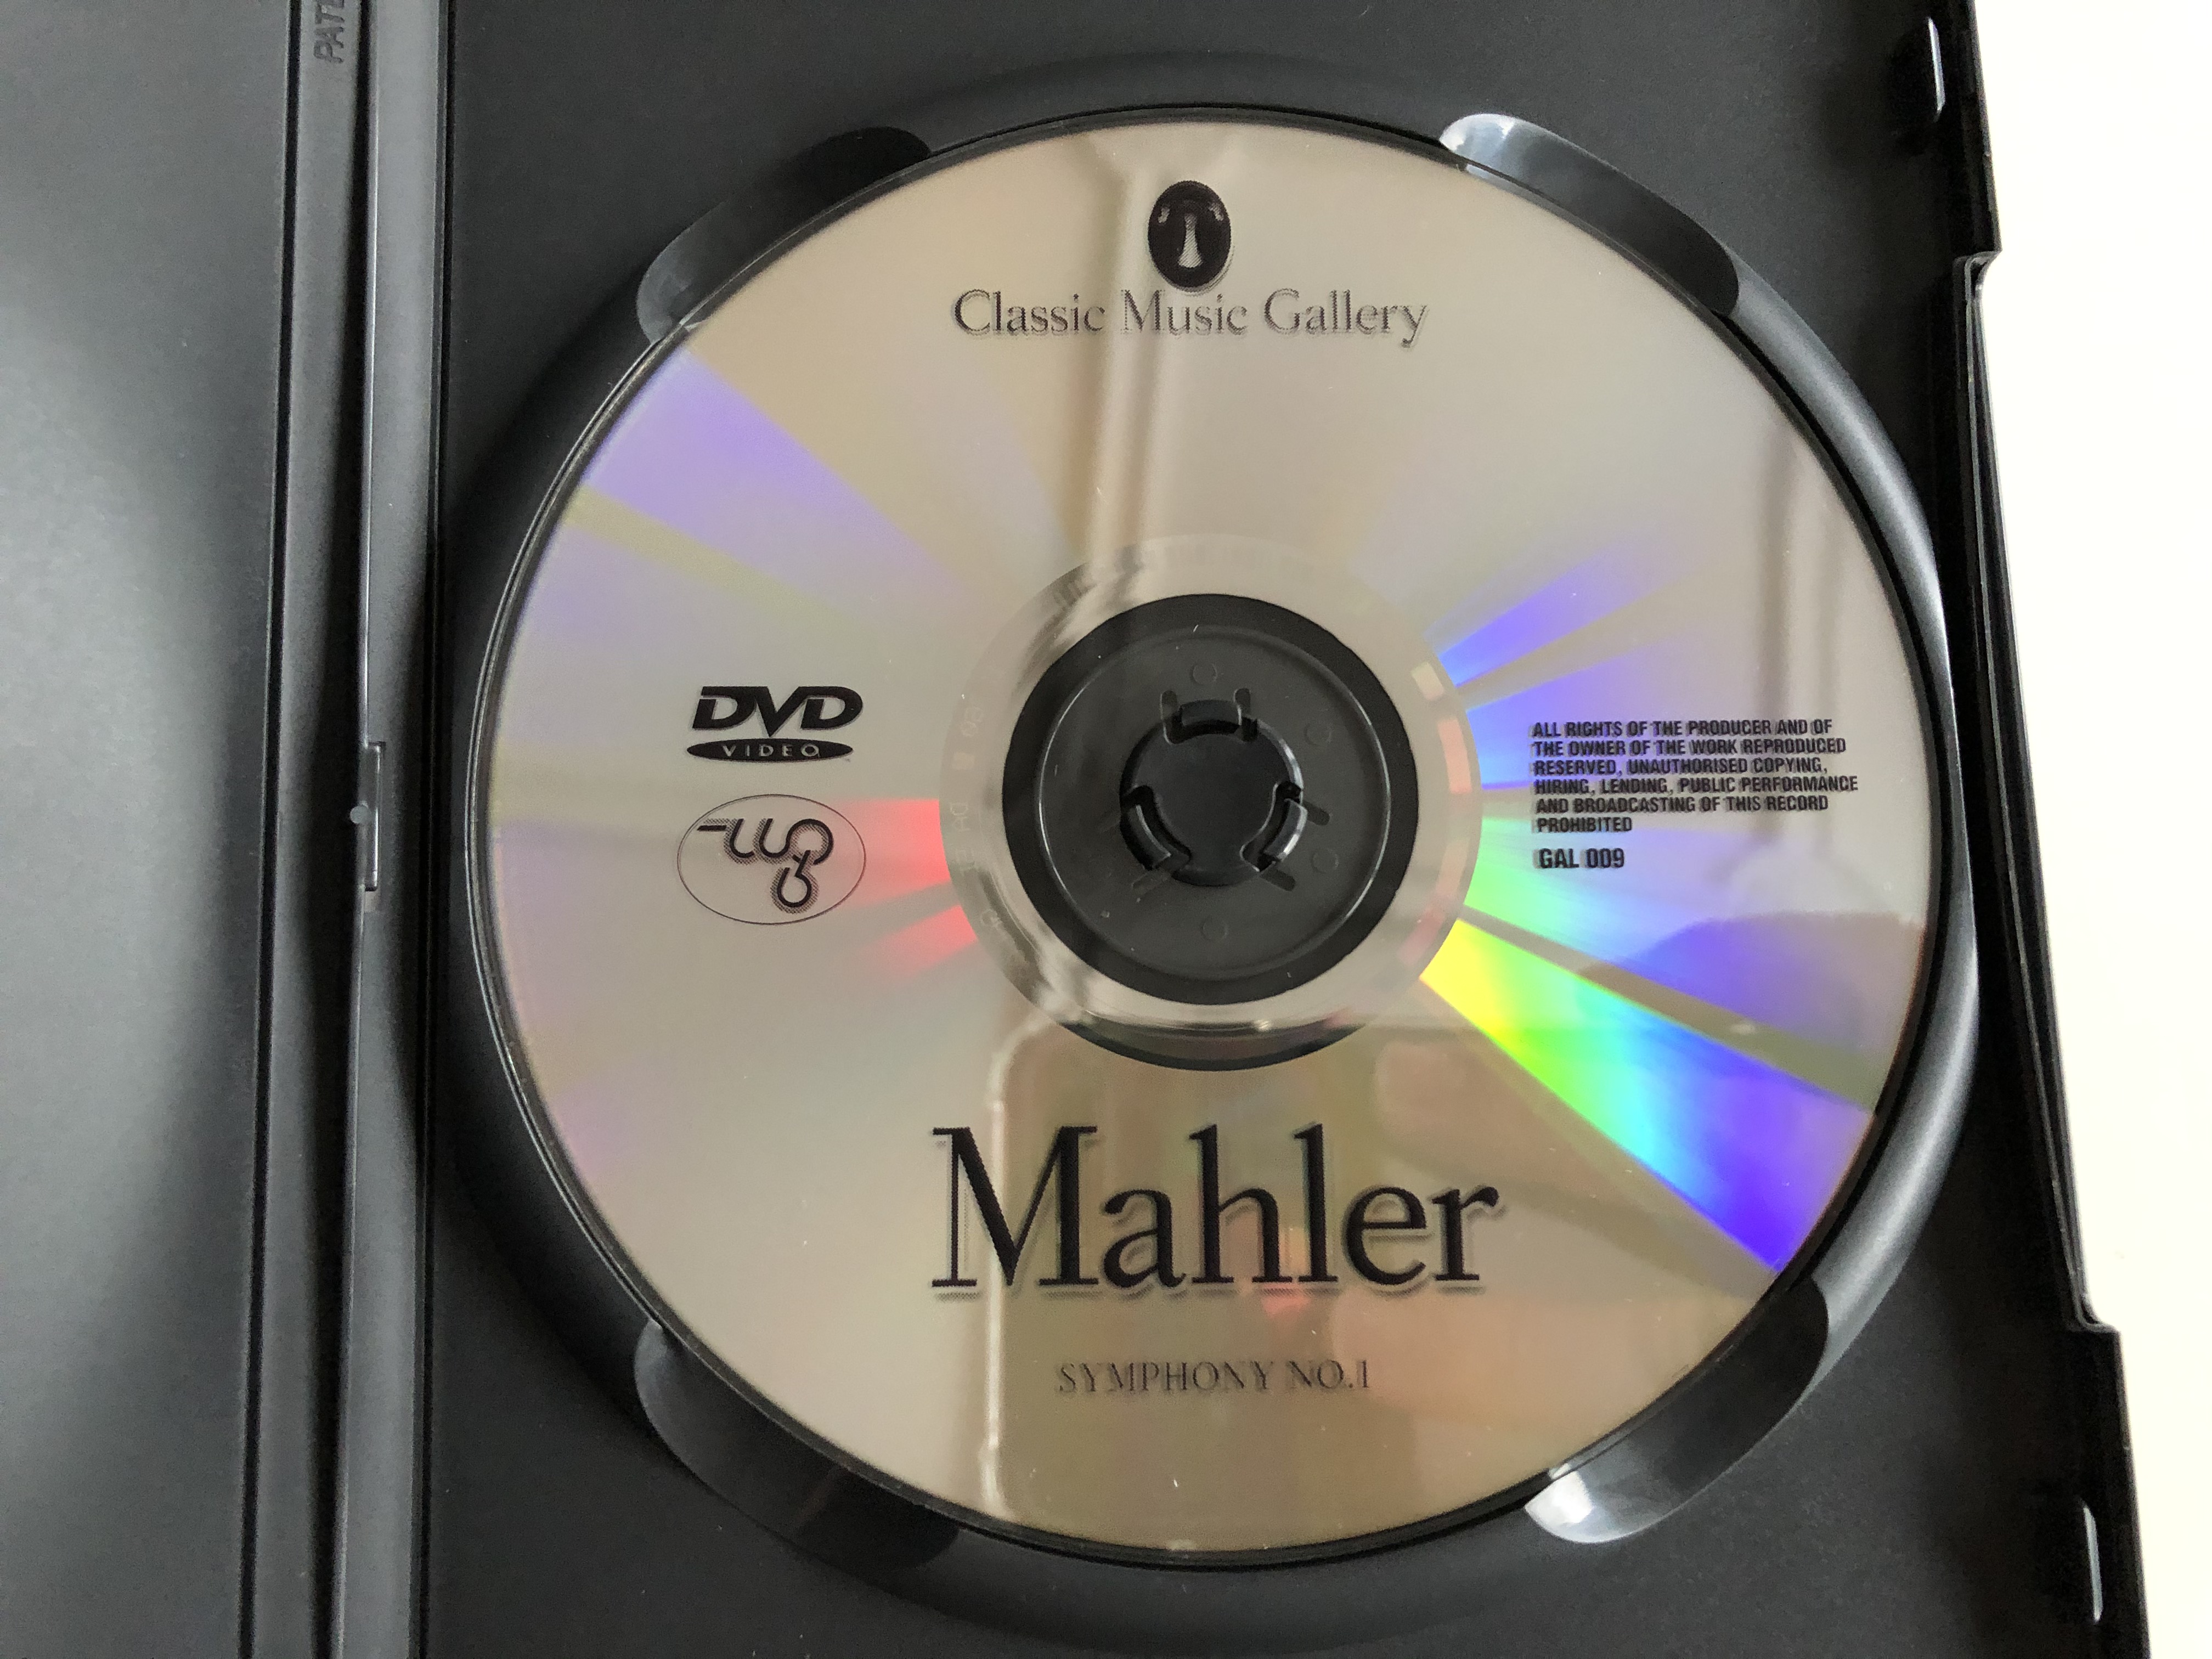 Classic Music Gallery
DVD
VIDEO
ALL RIGHTS OF THE PRODUCER AND OF
THE OWNER OF THE WORK REPRODUCED
RESERVED, UNAUTHORISED COPYING,
HIRING, LENDING, PUBLIC PERFORMANCE
AND BROADCASTING OF THIS RECORD
PROHIBITED
GAL 009
Mahler
SYMPHONY NO.1